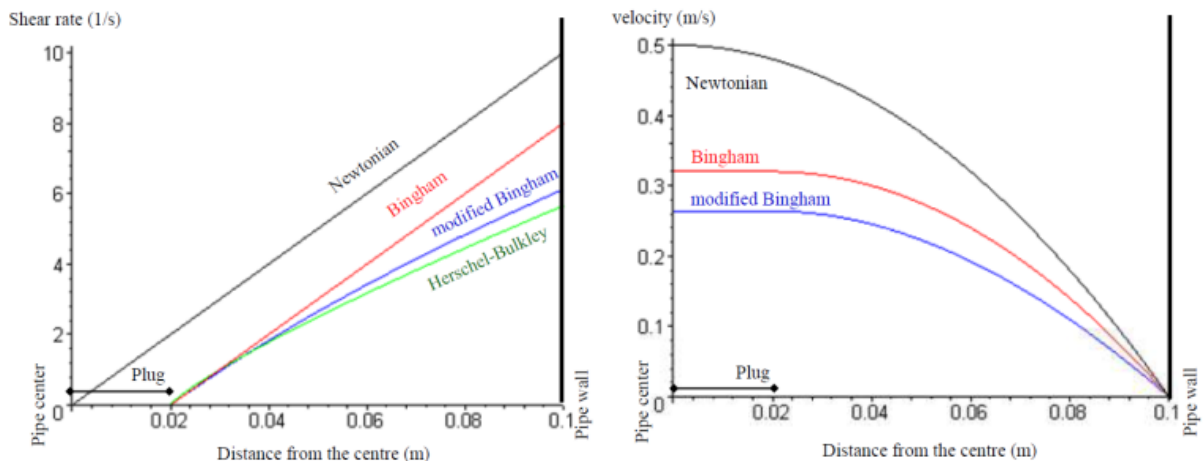 Shear rate (1/s)
10
8
6
4
2
0
Newtonian
Bingham
modified Bingham
Herschel-Bulkley
Plug
Pipe center
Pipe wall
0.02
0.04
0.06
0.08
0.1
Distance from the centre (m)
velocity (m/s)
0.5
0.4
0.3
0.2
0.1
0
Newtonian
Bingham
modified Bingham
Plug
Pipe center
Pipe wall
0.02
0.04
0.06
0.08
0.1
Distance from the centre (m)